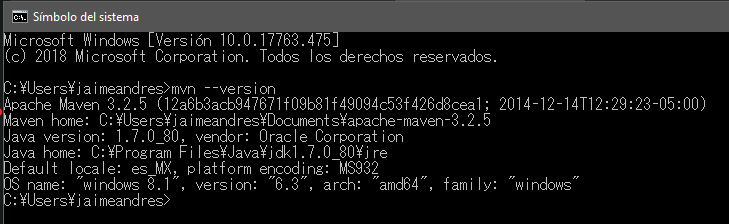 Símbolo del sistema
Microsoft Windows [Versión 10.0.17763.475]
(c) 2018 Microsoft Corporation. Todos los derechos reservados.
C:¥Users¥jaimeandres>mvn --version
Apache Maven 3.2.5 (12a6b3acb947671f09b81f49094c53f426d8cea1; 2014-12-14T12:29:23-05:00)
Maven home: C:¥Users¥jaimeandres¥Documents¥apache-maven-3.2.5
Java version: 1.7.0_80, vendor: Oracle Corporation
Java home: C:¥Program Files¥Java¥jdk1.7.0_80¥jre
Default locale: es_MX, platform encoding: MS932
OS name: "windows 8.1", version: "6.3", arch: "amd64", family: "windows"
C:¥Users¥jaimeandres>